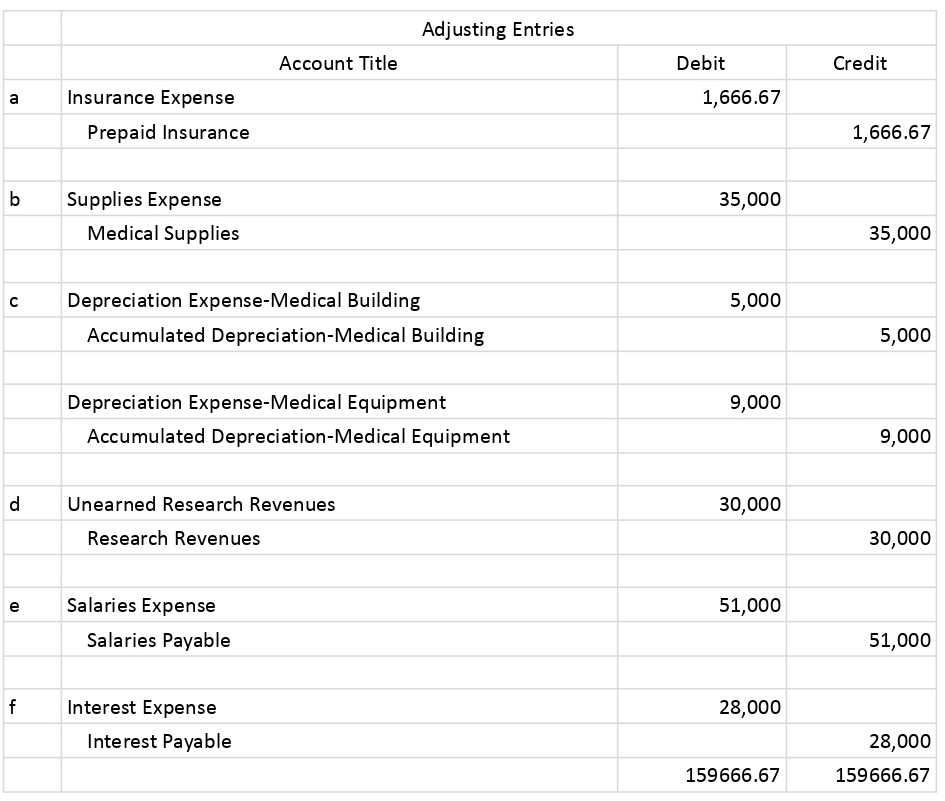 Adjusting Entries
Account Title Debit Credit
a Insurance Expense 1,666.67
Prepaid Insurance 1,666.67
b Supplies Expense 35,000
Medical Supplies 35,000
c Depreciation Expense-Medical Building 5,000
Accumulated Depreciation-Medical Building 5,000
Depreciation Expense-Medical Equipment 9,000
Accumulated Depreciation-Medical Equipment 9,000
d Unearned Research Revenues 30,000
Research Revenues 30,000
e Salaries Expense 51,000
Salaries Payable 51,000
f Interest Expense 28,000
Interest Payable 28,000
159666.67 159666.67